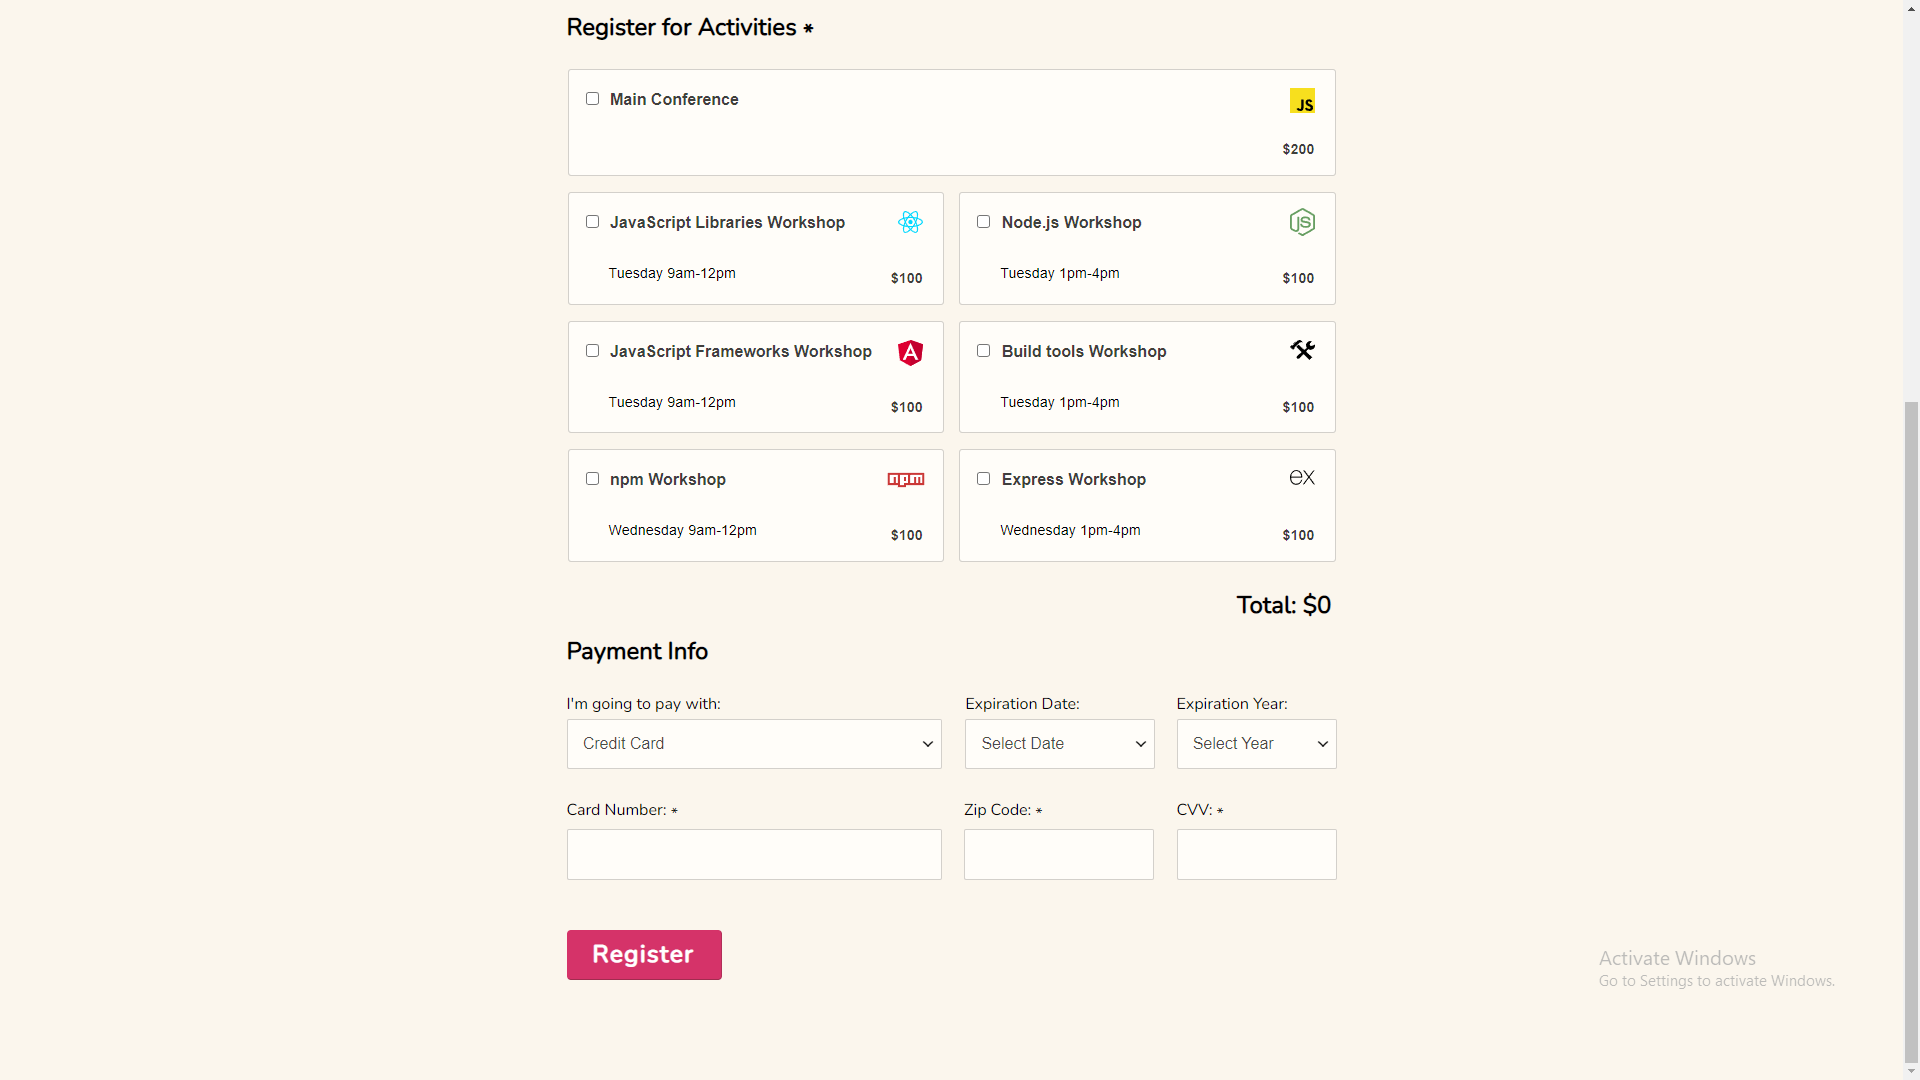 Register for Activities *
Main Conference
JS
$200
JavaScript Libraries Workshop
Tuesday 9am-12pm
$100
Node.js Workshop
JS
Tuesday 1pm-4pm
$100
JavaScript Frameworks Workshop
A
Tuesday 9am-12pm
$100
Build tools Workshop
Tuesday 1pm-4pm
$100
npm Workshop
npm
Wednesday 9am-12pm
$100
Express Workshop
ex
Wednesday 1pm-4pm
$100
Total: $0
Payment Info
I'm going to pay with:
Credit Card
Expiration Date:
Select Date
Expiration Year:
Select Year
Card Number: *
Zip Code: *
CVV: *
Register
Activate Windows
Go to Settings to activate Windows.